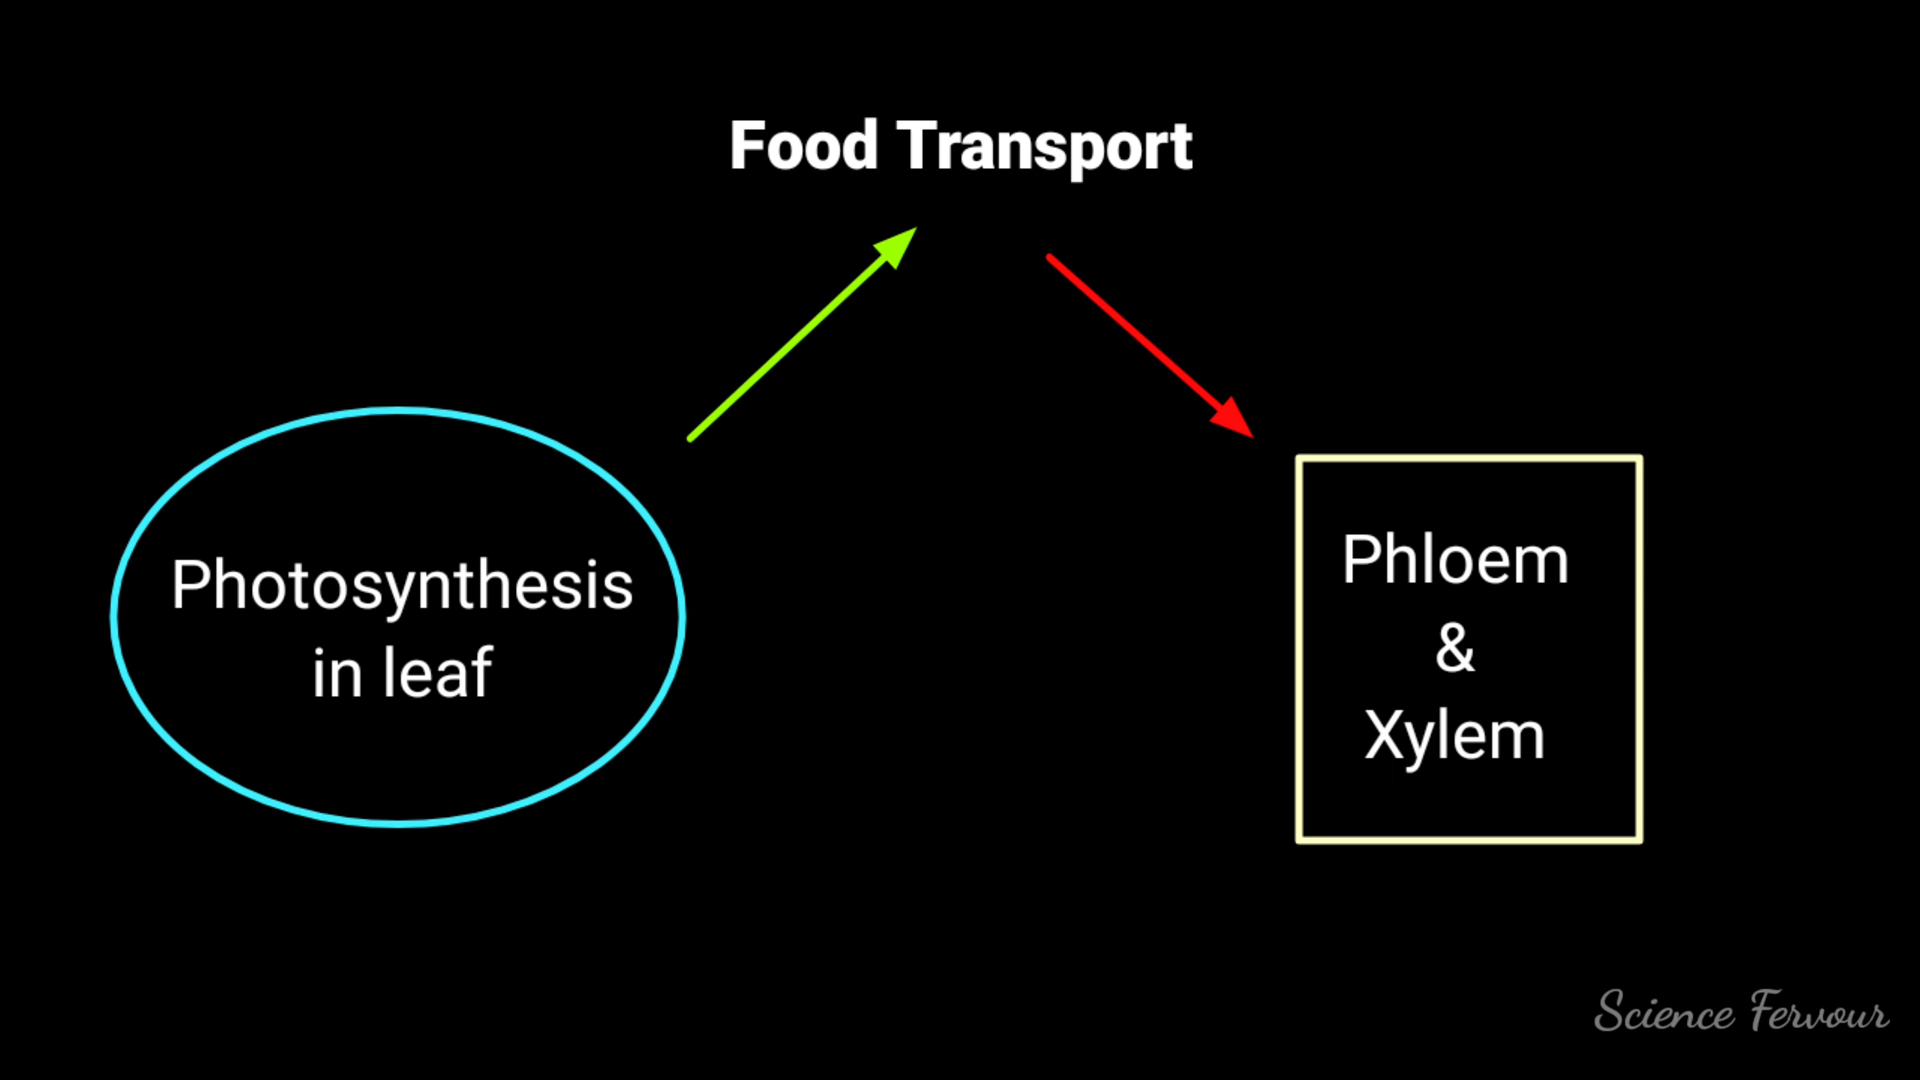 Food Transport
Photosynthesis
in leaf
Phloem
&
Xylem
Science Fervour